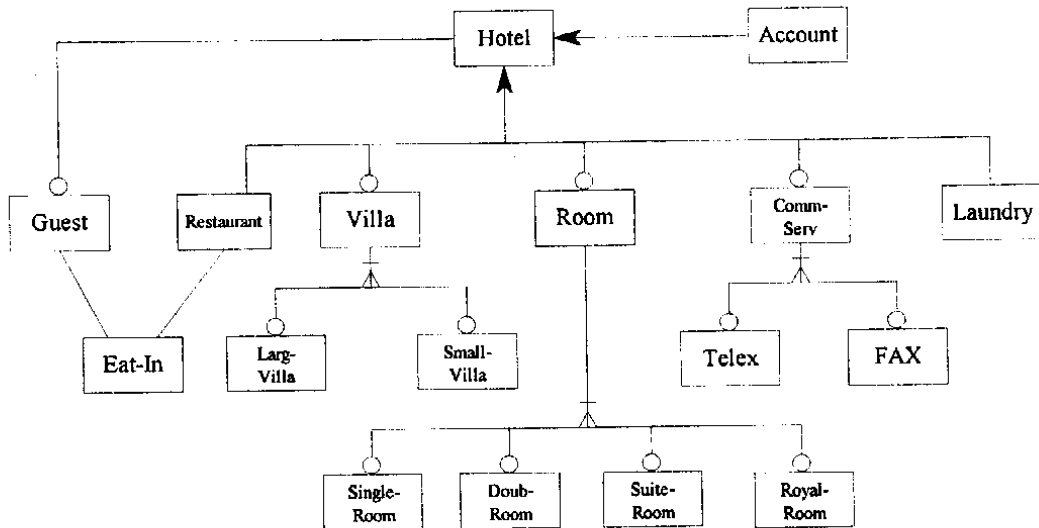 Hotel
Account
Guest
Restaurant
Villa
Room
Comm-
Serv
Laundry
Eat-In
Larg-
Villa
Small-
Villa
Telex
FAX
Single-
Room
Doub-
Room
Suite-
Room
Royal-
Room